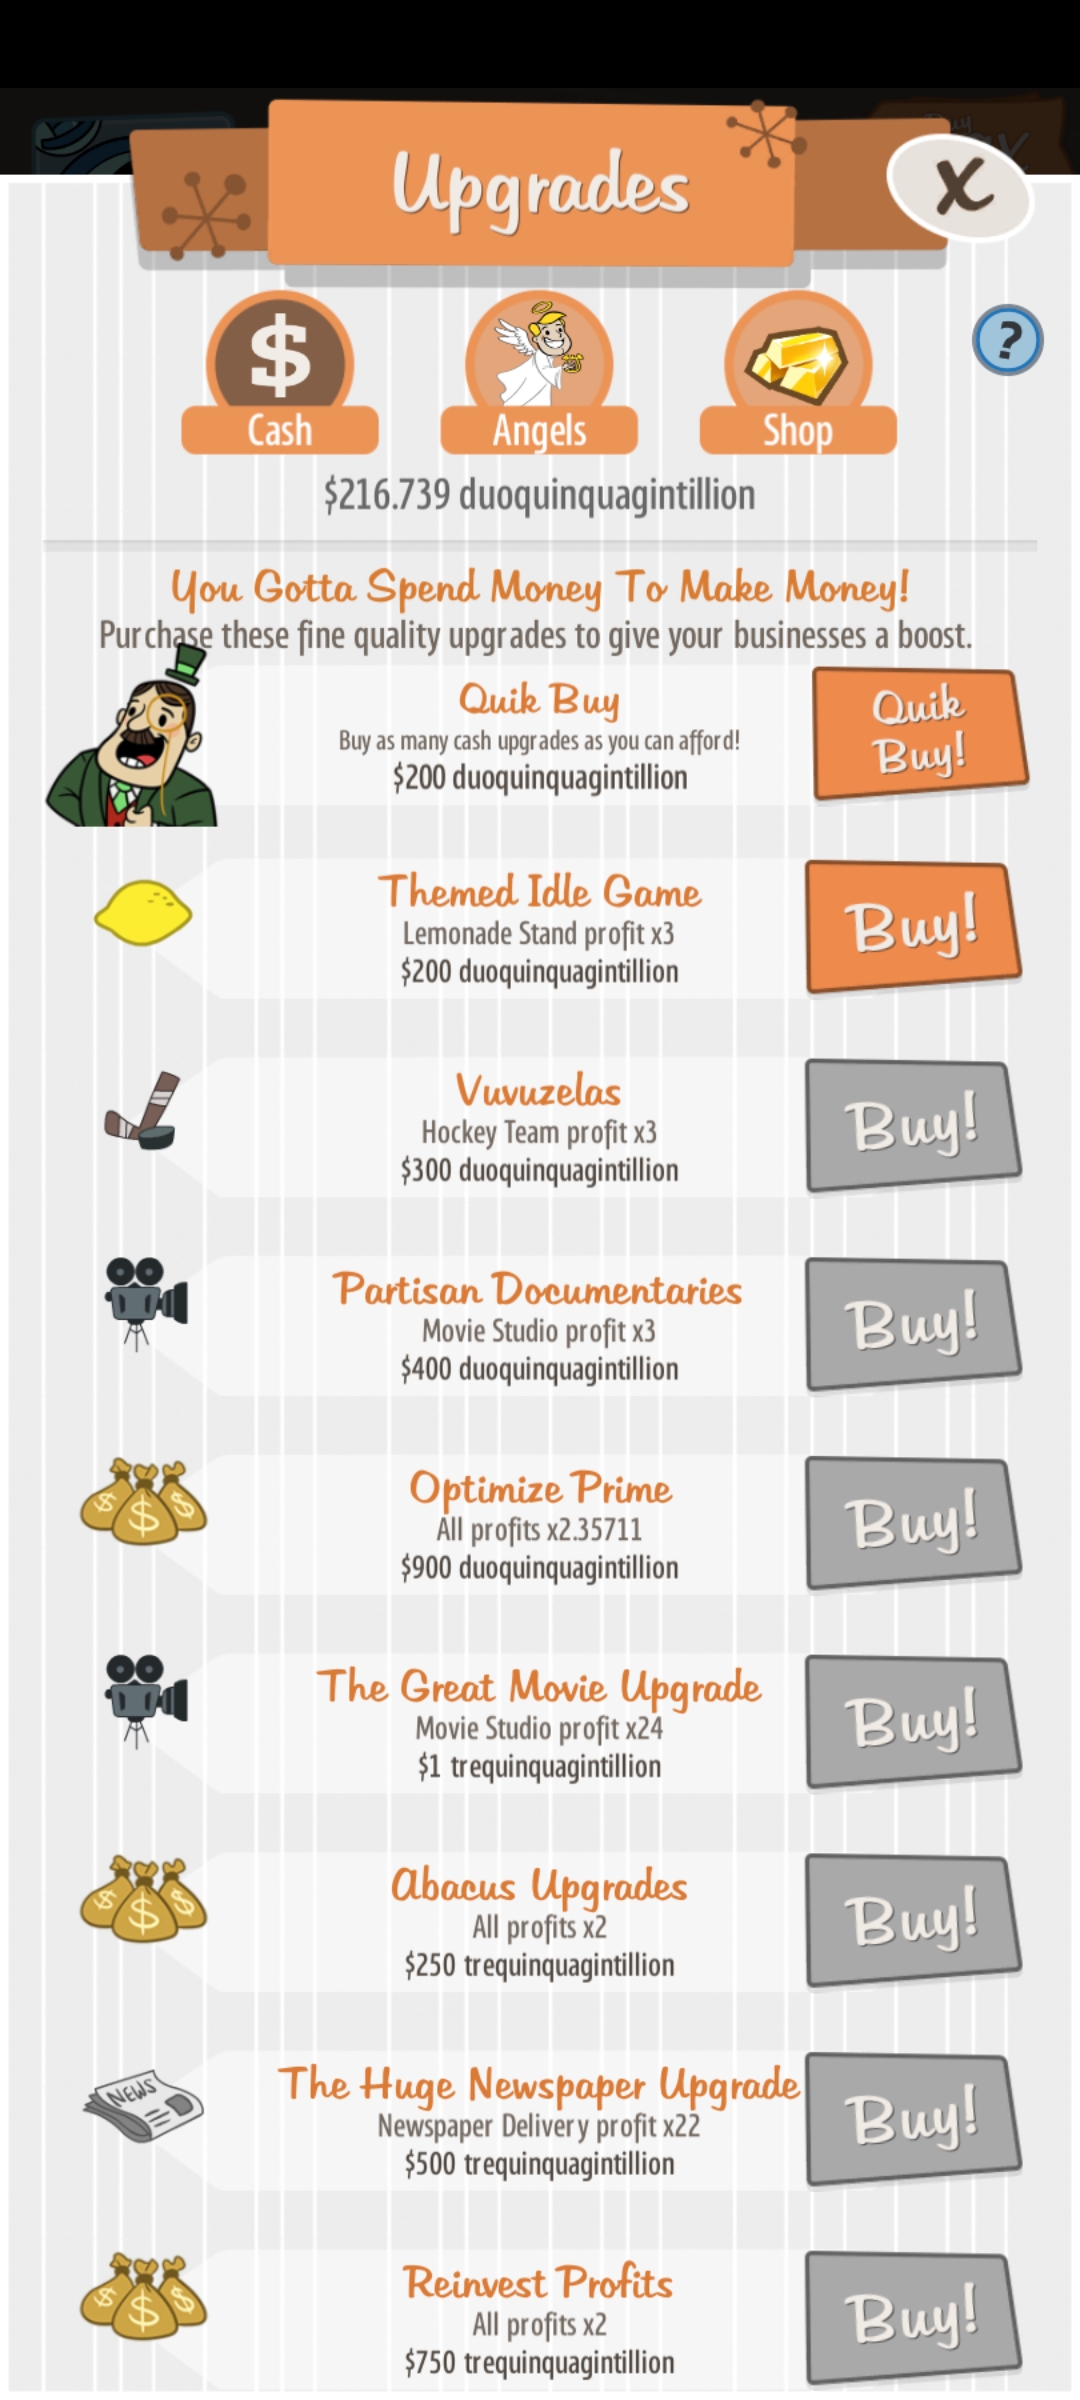 Upgrades
X
$
Cash
Angels
Shop
?
$216.739 duoquinquagintillion
You Gotta Spend Money To Make Money!
Purchase these fine quality upgrades to give your businesses a boost.
Quik Buy
Buy as many cash upgrades as you can afford!
$200 duoquinquagintillion
Quik
Buy!
Themed Idle Game
Lemonade Stand profit x3
$200 duoquinquagintillion
Buy!
Vuvuzelas
Hockey Team profit x3
$300 duoquinquagintillion
Buy!
Partisan Documentaries
Movie Studio profit x3
$400 duoquinquagintillion
Buy!
$ $ $
Optimize Prime
All profits x2.35711
$900 duoquinquagintillion
Buy!
The Great Movie Upgrade
Movie Studio profit x24
$1 trequinquagintillion
Buy!
$ $ $
Abacus Upgrades
All profits x2
$250 trequinquagintillion
Buy!
NEWS
The Huge Newspaper Upgrade
Newspaper Delivery profit x22
$500 trequinquagintillion
Buy!
$ $ $
Reinvest Profits
All profits x2
$750 trequinquagintillion
Buy!